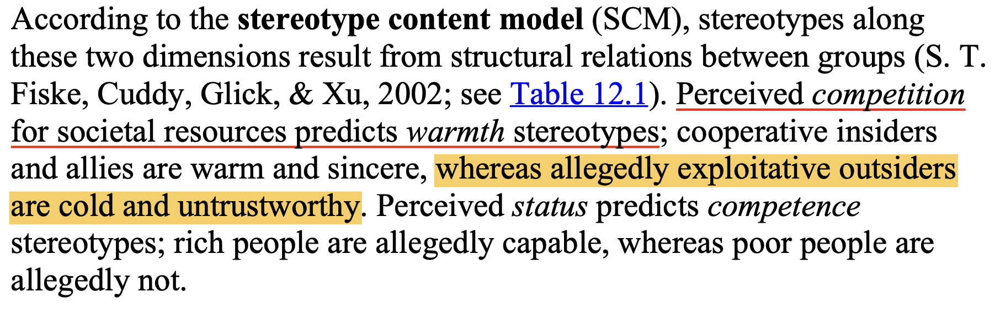 According to the stereotype content model (SCM), stereotypes along
these two dimensions result from structural relations between groups (S. T.
Fiske, Cuddy, Glick, & Xu, 2002; see Table 12.1). Perceived competition
for societal resources predicts warmth stereotypes; cooperative insiders
and allies are warm and sincere, whereas allegedly exploitative outsiders
are cold and untrustworthy. Perceived status predicts competence
stereotypes; rich people are allegedly capable, whereas poor people are
allegedly not.